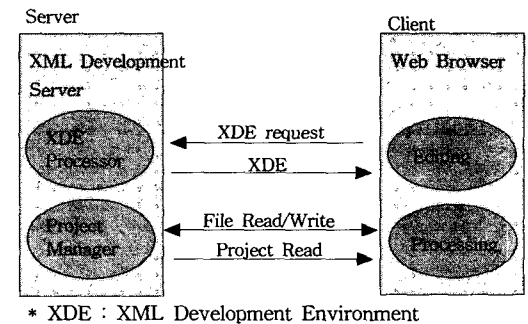 Server
Client
XML Development
Server
Web Browser
XDE
Processor
XDE request
XDE
Editing
Project
Manager
File Read/Write
Project Read
Processing
* XDE : XML Development Environment